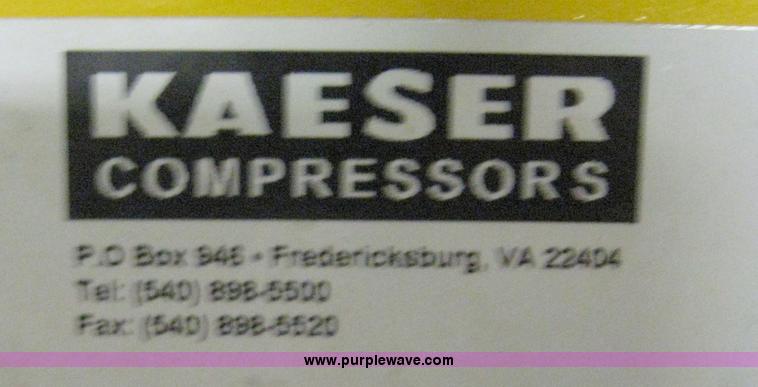 KAESER
COMPRESSORS
P.O Box 946 • Fredericksburg, VA 22404
Tel: (540) 898-5500
Fax: (540) 898-5520
www.purplewave.com